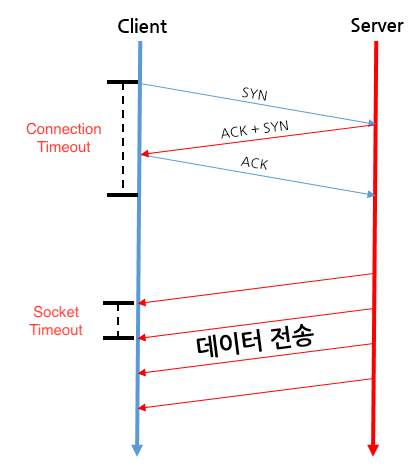 Client
Server
SYN
ACK + SYN
Connection
Timeout
ACK
Socket
Timeout
데이터 전송